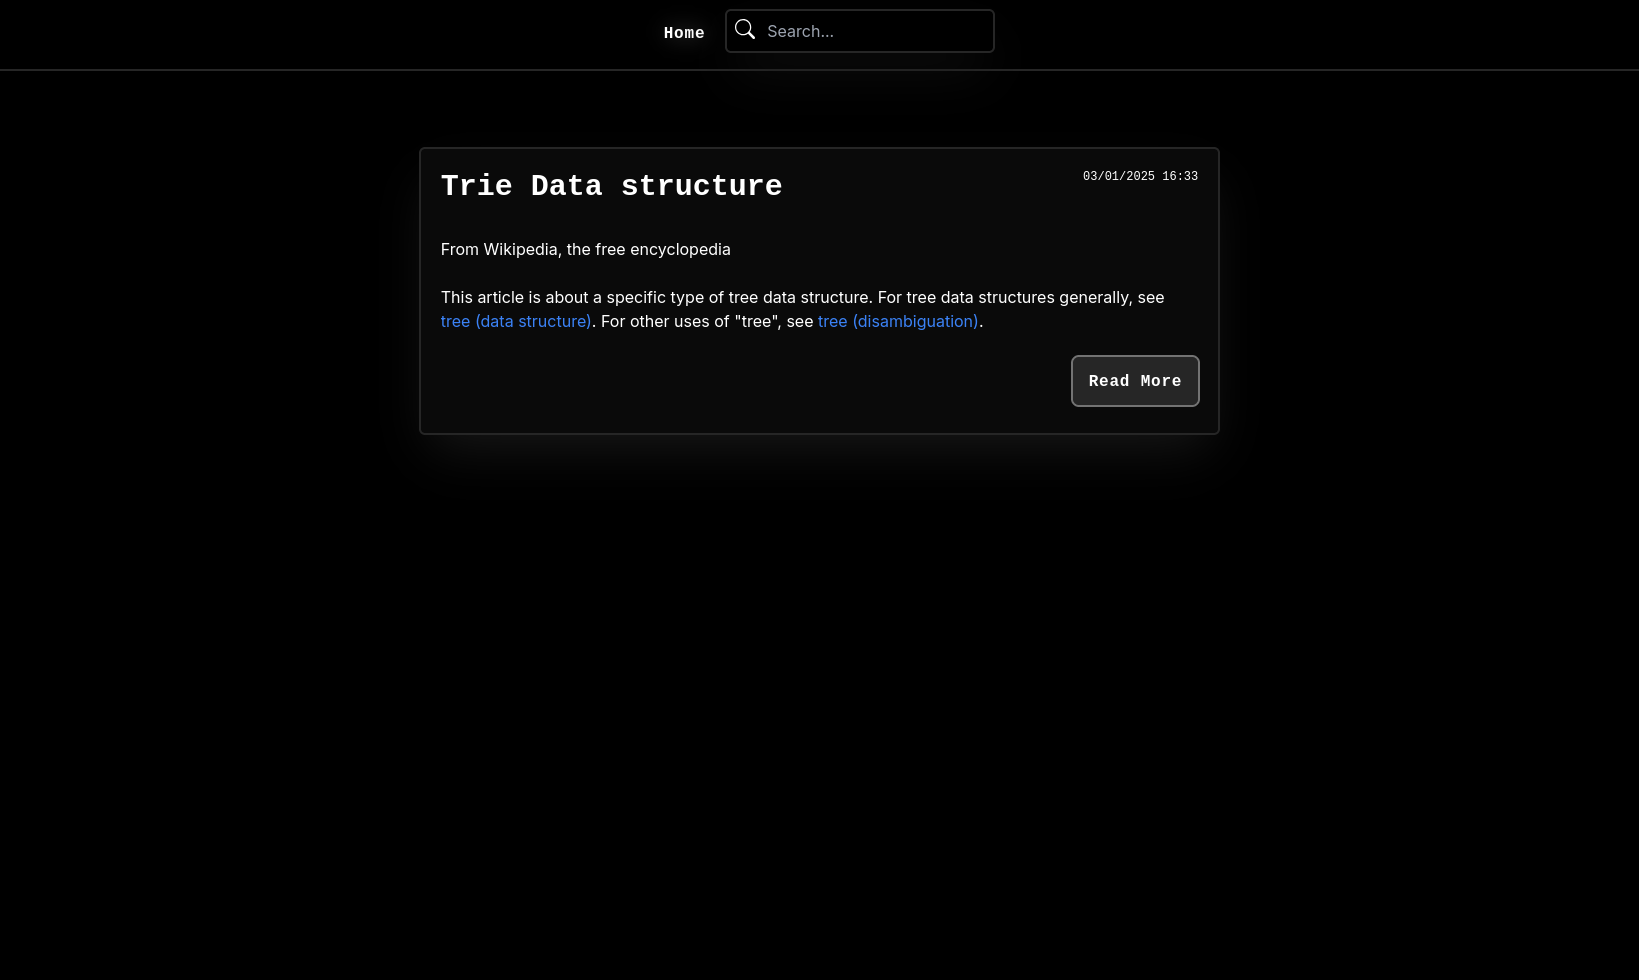 Home
Search...
Trie Data structure
03/01/2025 16:33
From Wikipedia, the free encyclopedia
This article is about a specific type of tree data structure. For tree data structures generally, see
tree (data structure). For other uses of "tree", see tree (disambiguation).
Read More